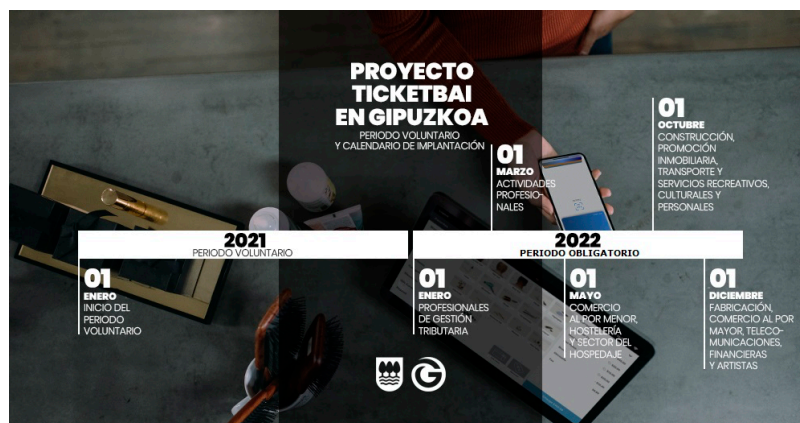 PROYECTO
TICKETBAI
EN GIPUZKOA
PERIODO VOLUNTARIO
Y CALENDARIO DE IMPLANTACIÓN
01
MARZO
ACTIVIDADES
PROFESIO-
NALES
01
OCTUBRE
CONSTRUCCIÓN,
PROMOCIÓN
INMOBILIARIA,
TRANSPORTE Y
SERVICIOS RECREATIVOS,
CULTURALES Y
PERSONALES
2021
PERIODO VOLUNTARIO
2022
PERIODO OBLIGATORIO
01
ENERO
INICIO DEL
PERIODO
VOLUNTARIO
01
ENERO
PROFESIONALES
DE GESTIÓN
TRIBUTARIA
01
MAYO
COMERCIO
AL POR MENOR,
HOSTELERÍA
Y SECTOR DEL
HOSPEDAJE
01
DICIEMBRE
FABRICACIÓN,
COMERCIO AL POR
MAYOR, TELECO-
MUNICACIONES,
FINANCIERAS
Y ARTISTAS